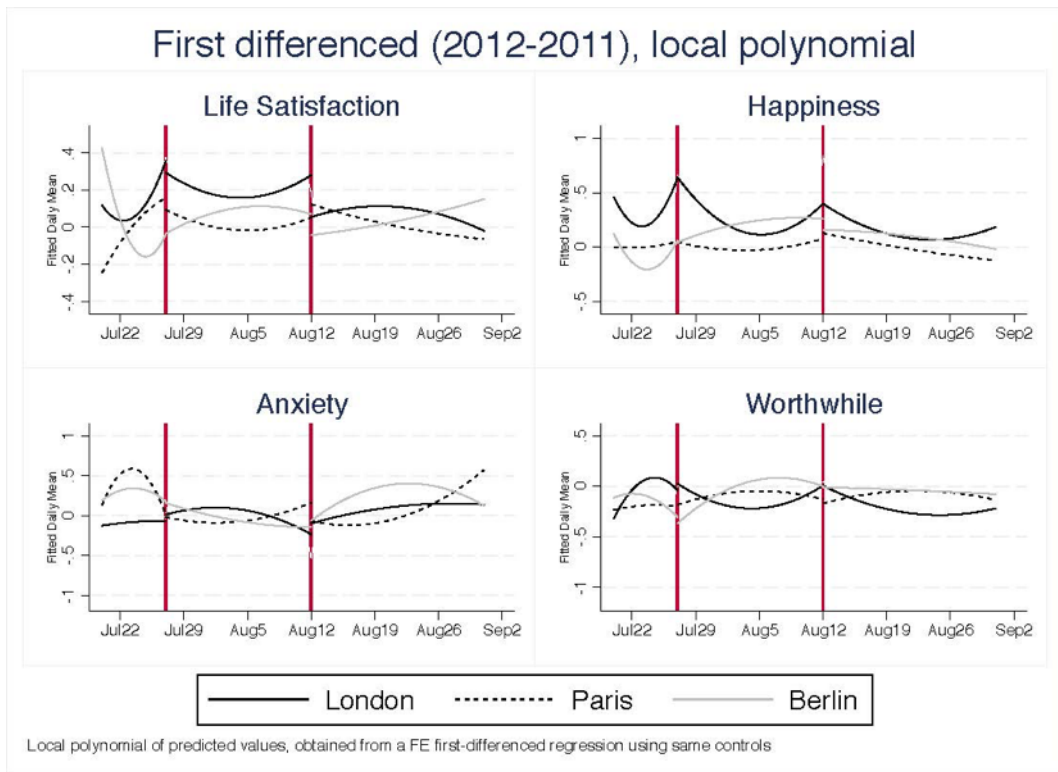 First differenced (2012-2011), local polynomial
Life Satisfaction
Fitted Daily Mean
.4
.2
0
-.2
-.4
Jul22 Jul29 Aug5 Aug12 Aug19 Aug26 Sep2
Happiness
Fitted Daily Mean
1
.5
0
-.5
Jul22 Jul29 Aug5 Aug12 Aug19 Aug26 Sep2
Anxiety
Fitted Daily Mean
1
.5
0
-.5
-1
Jul22 Jul29 Aug5 Aug12 Aug19 Aug26 Sep2
Worthwhile
Fitted Daily Mean
.5
0
-.5
-1
Jul22 Jul29 Aug5 Aug12 Aug19 Aug26 Sep2
London Paris Berlin
Local polynomial of predicted values, obtained from a FE first-differenced regression using same controls